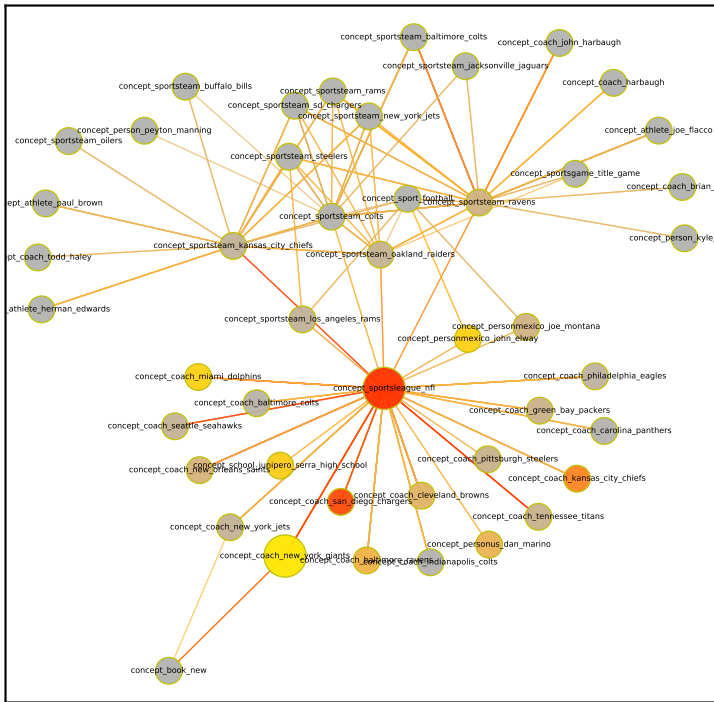 concept_sportsteam_baltimore_colts
concept_coach_john_harbaugh
concept_sportsteam_jacksonville_jaguars
concept_coach_harbaugh
concept_sportsteam_buffalo_bills
concept_sportsteam_rams
concept_sportsteam_sd_chargers
concept_sportsteam_new_york_jets
concept_person_peyton_manning
concept_athlete_joe_flacco
concept_sportsteam_oilers
concept_sportsteam_steelers
concept_sportsgame_title_game
concept_coach_brian_
ept_athlete_paul_brown
concept_sport_football
concept_sportsteam_ravens
concept_sportsteam_colts
concept_person_kyle_
concept_sportsteam_kansas_city_chiefs
concept_sportsteam_oakland_raiders
ept_coach_todd_haley
_athlete_herman_edwards
concept_sportsteam_los_angeles_rams
concept_personmexico_joe_montana
concept_personmexico_john_elway
concept_coach_miami_dolphins
concept_coach_philadelphia_eagles
concept_sportsleague_nfl
concept_coach_baltimore_colts
concept_coach_green_bay_packers
concept_coach_seattle_seahawks
concept_coach_carolina_panthers
concept_coach_pittsburgh_steelers
concept_school_junipero_serra_high_school
concept_coach_new_orleans_saints
concept_coach_kansas_city_chiefs
concept_coach_cleveland_browns
concept_coach_san_diego_chargers
concept_coach_tennessee_titans
concept_coach_new_york_jets
concept_personus_dan_marino
concept_coach_new_york_giants
concept_coach_baltimore_ravens
concept_coach_indianapolis_colts
concept_book_new